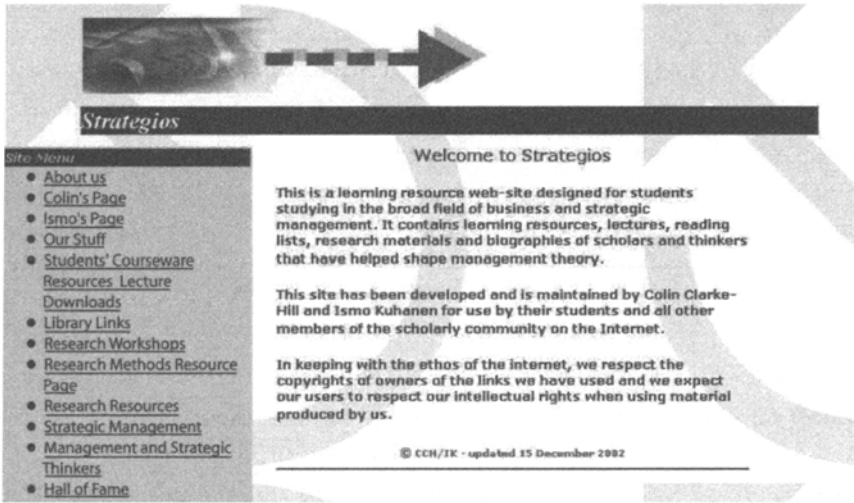 Strategios
Site Menu
About us
Colin's Page
Ismo's Page
Our Stuff
Students' Courseware
Resources Lecture
Downloads
Library Links
Research Workshops
Research Methods Resource
Page
Research Resources
Strategic Management
Management and Strategic
Thinkers
Hall of Fame
Welcome to Strategios
This is a learning resource web-site designed for students
studying in the broad field of business and strategic
management. It contains learning resources, lectures, reading
lists, research materials and biographies of scholars and thinkers
that have helped shape management theory.
This site has been developed and is maintained by Colin Clarke-
Hill and Ismo Kuhanen for use by their students and all other
members of the scholarly community on the Internet.
In keeping with the ethos of the internet, we respect the
copyrights of owners of the links we have used and we expect
our users to respect our intellectual rights when using material
produced by us.
© CCH/IK - updated 15 December 2002